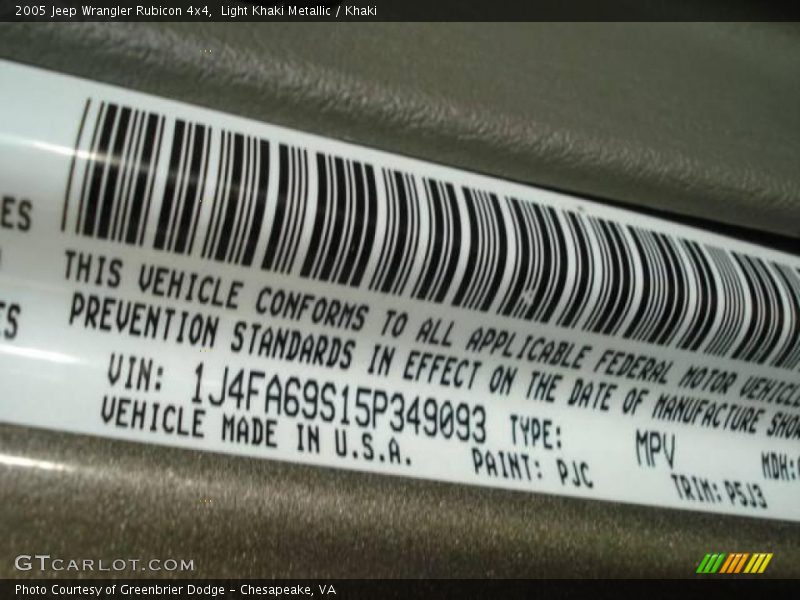 2005 Jeep Wrangler Rubicon 4x4, Light Khaki Metallic / Khaki
ES
ES
THIS VEHICLE CONFORMS TO ALL APPLICABLE FEDERAL MOTOR VEHICLE
PREVENTION STANDARDS IN EFFECT ON THE DATE OF MANUFACTURE SHO
VIN: 1J4FA69S15P349093 TYPE: MPV MDH:
VEHICLE MADE IN U.S.A. PAINT: PJC TRIM: P5J3
GTCARLOT.COM
Photo Courtesy of Greenbrier Dodge - Chesapeake, VA